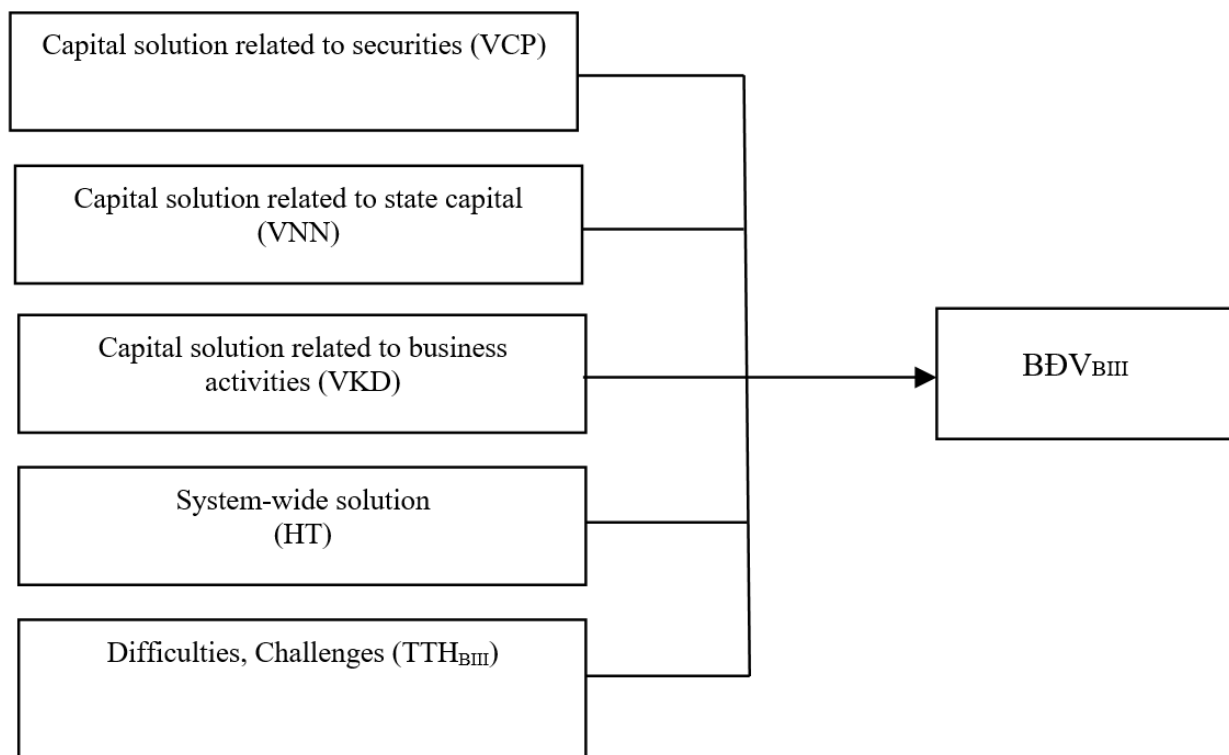 Capital solution related to securities (VCP)
Capital solution related to state capital
(VNN)
Capital solution related to business
activities (VKD)
System-wide solution
(HT)
Difficulties, Challenges (TTHBIII)
BĐVBIII